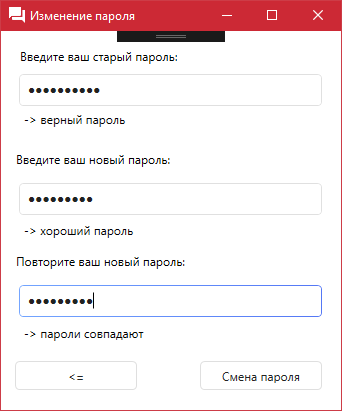 Изменение пароля
Введите ваш старый пароль:
●●●●●●●●●●
-> верный пароль
Введите ваш новый пароль:
●●●●●●●●●
-> хороший пароль
Повторите ваш новый пароль:
●●●●●●●●●
-> пароли совпадают
<= Смена пароля